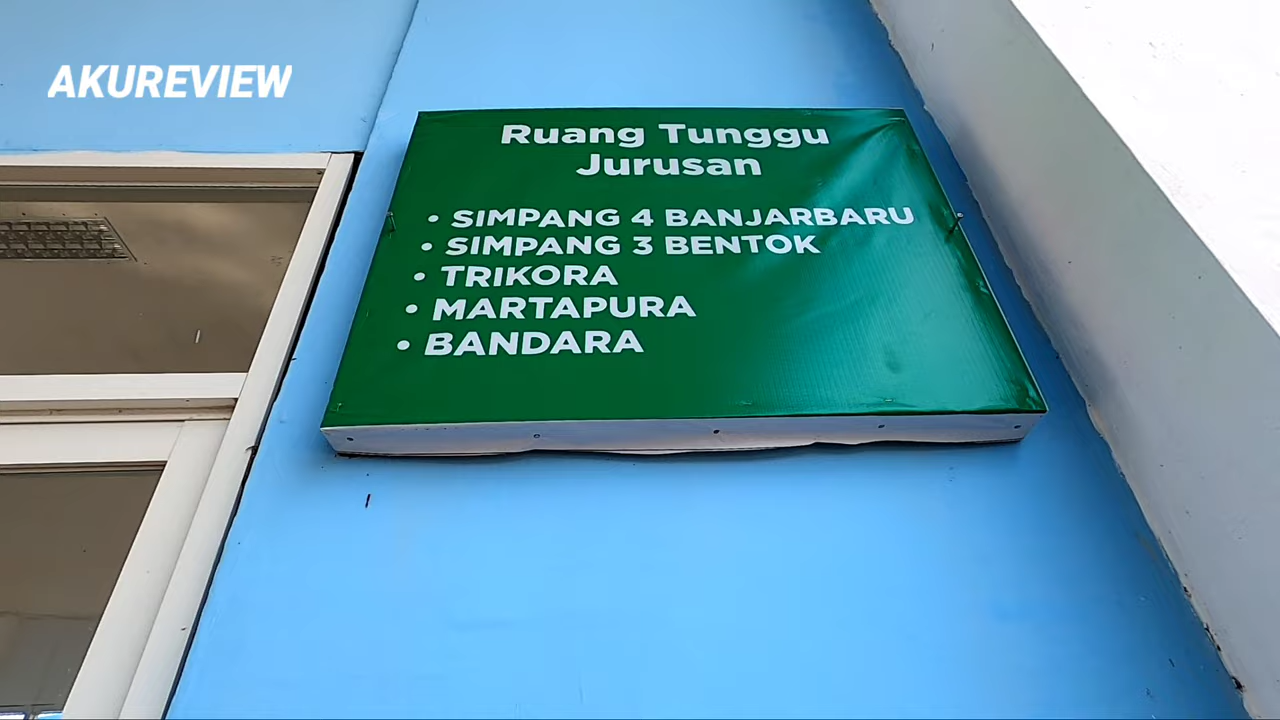 AKUREVIEW
Ruang Tunggu
Jurusan
• SIMPANG 4 BANJARBARU
• SIMPANG 3 BENTOK
• TRIKORA
• MARTAPURA
• BANDARA